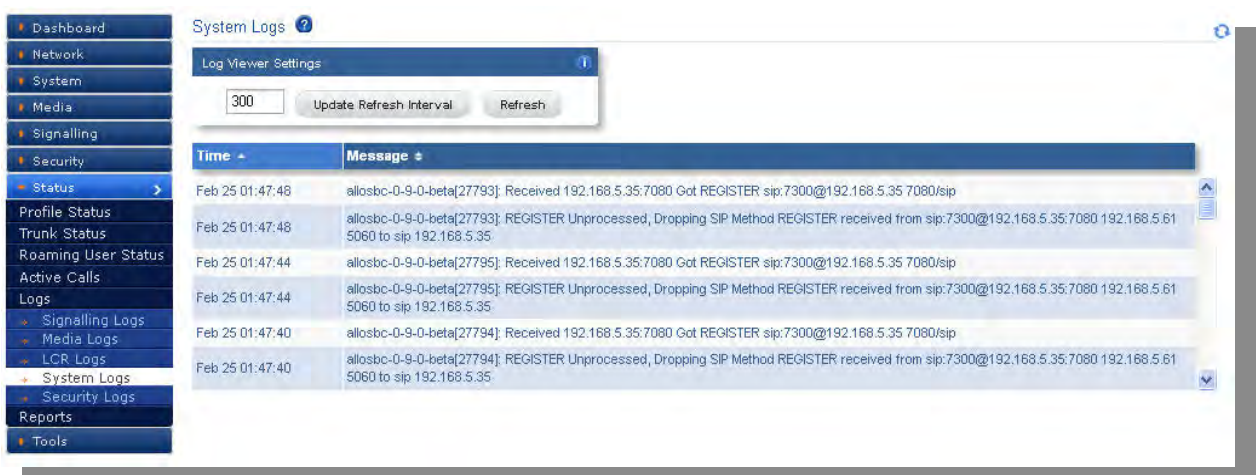 Dashboard
Network
System
Media
Signalling
Security
Status
Profile Status
Trunk Status
Roaming User Status
Active Calls
Logs
Signalling Logs
Media Logs
LCR Logs
System Logs
Security Logs
Reports
Tools
System Logs
Log Viewer Settings
300 Update Refresh Interval Refresh
Time Message
Feb 25 01:47:48 allosbc-0-9-0-beta[27793]: Received 192.168.5.35:7080 Got REGISTER sip:7300@192.168.5.35 7080/sip
Feb 25 01:47:48 allosbc-0-9-0-beta[27793]: REGISTER Unprocessed, Dropping SIP Method REGISTER received from sip:7300@192.168.5.35:7080 192.168.5.61
5060 to sip 192.168.5.35
Feb 25 01:47:44 allosbc-0-9-0-beta[27795]: Received 192.168.5.35:7080 Got REGISTER sip:7300@192.168.5.35 7080/sip
Feb 25 01:47:44 allosbc-0-9-0-beta[27795]: REGISTER Unprocessed, Dropping SIP Method REGISTER received from sip:7300@192.168.5.35:7080 192.168.5.61
5060 to sip 192.168.5.35
Feb 25 01:47:40 allosbc-0-9-0-beta[27794]: Received 192.168.5.35:7080 Got REGISTER sip:7300@192.168.5.35 7080/sip
Feb 25 01:47:40 allosbc-0-9-0-beta[27794]: REGISTER Unprocessed, Dropping SIP Method REGISTER received from sip:7300@192.168.5.35:7080 192.168.5.61
5060 to sip 192.168.5.35